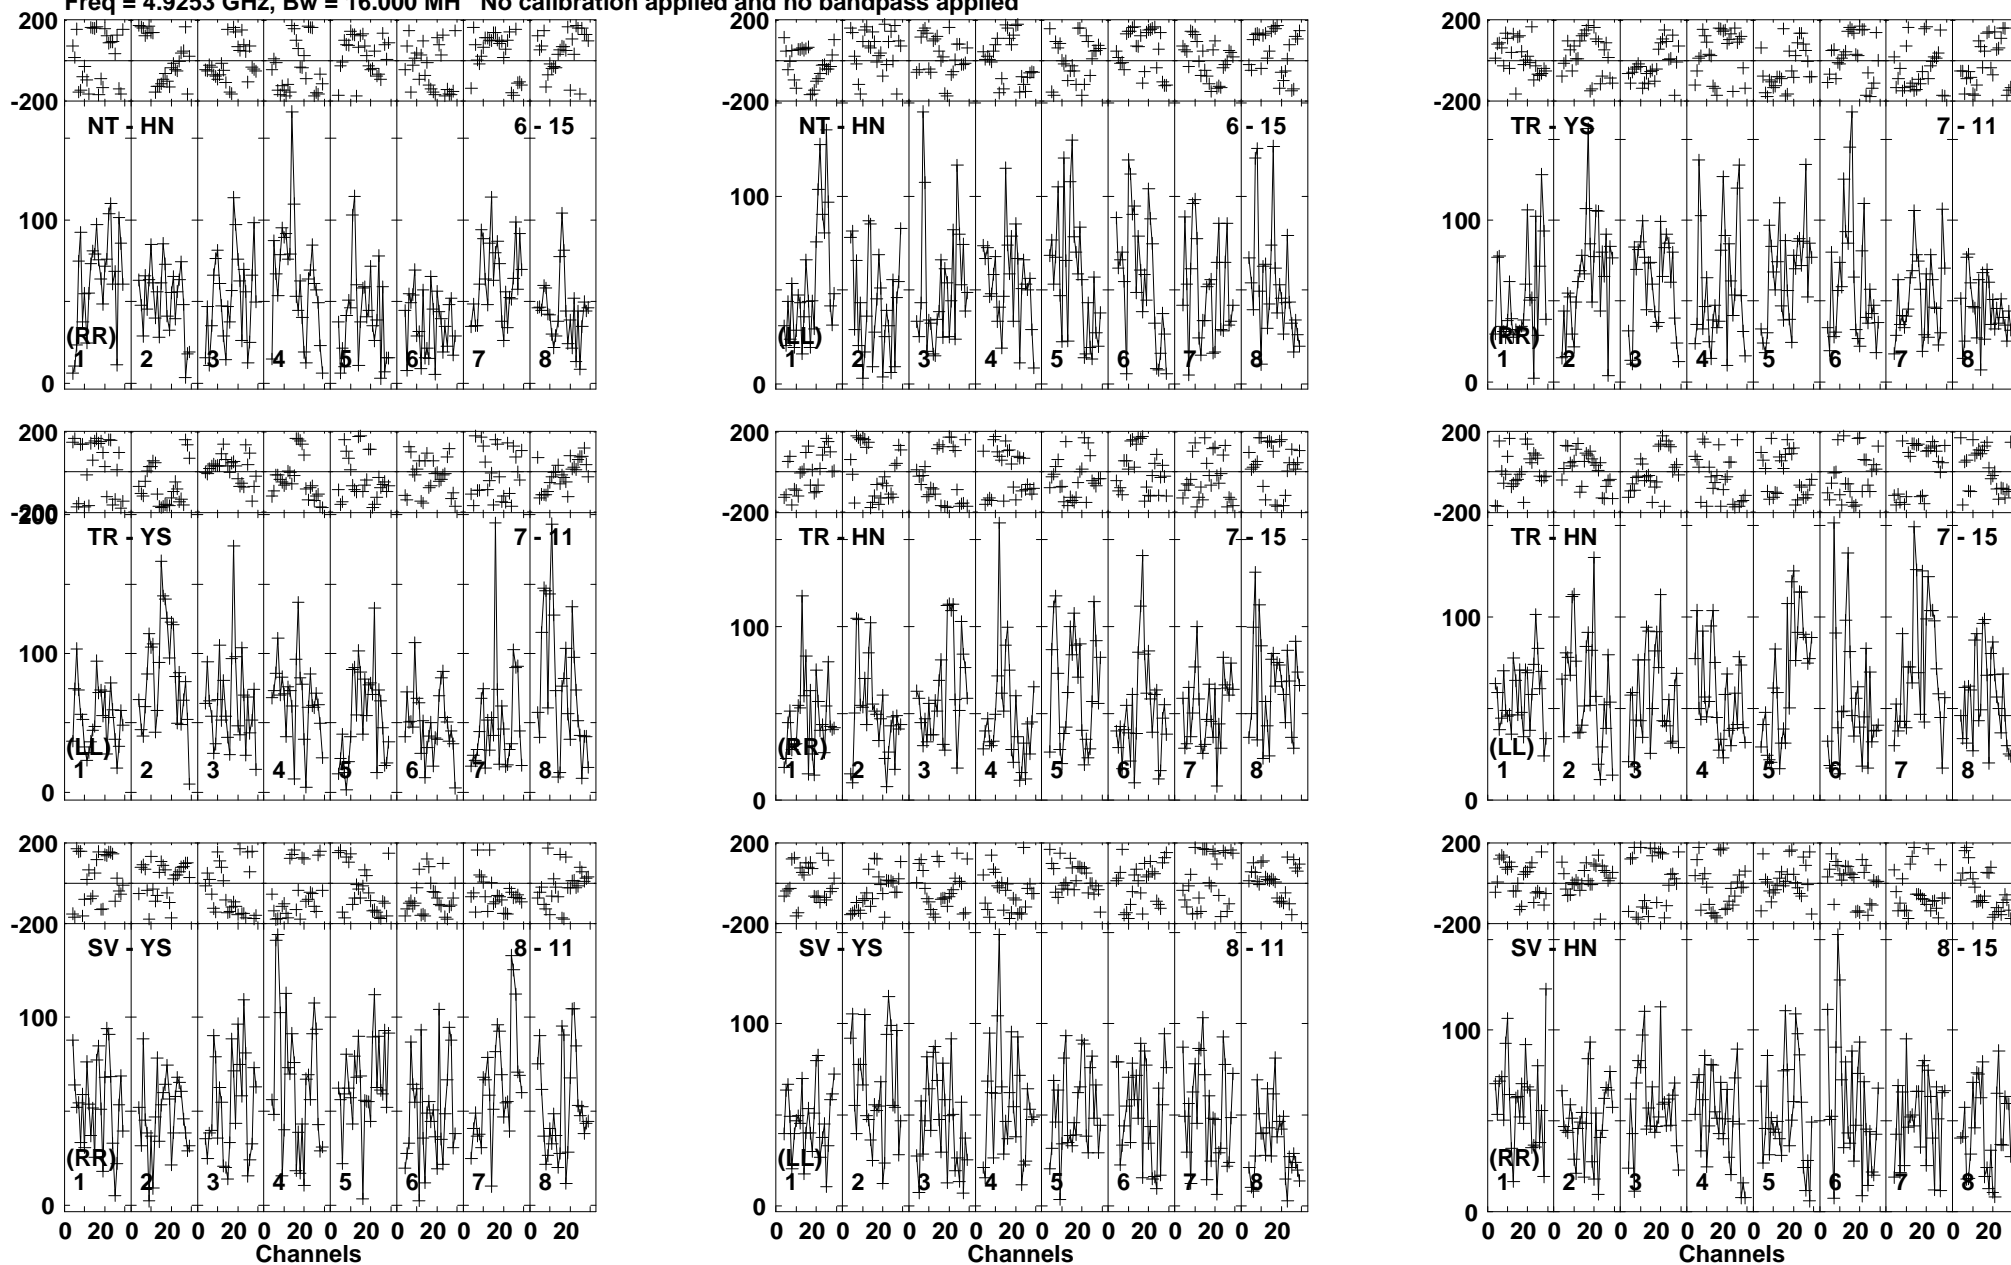 Freq = 4.9253 GHz, Bw = 16.000 MH No calibration applied and no bandpass applied
200 200 200
-200 -200 -200
NT - HN 6 - 15 NT - HN 6 - 15 TR - YS 7 - 11
100 100 100
(RR) (LL) (RR)
1 2 3 4 5 6 7 8 1 2 3 4 5 6 7 8 1 2 3 4 5 6 7 8
0 0 0
200 200 200
-200 -200 -200
200
TR - YS 7 - 11 TR - HN 7 - 15 TR - HN 7 - 15
100 100 100
(LL) (RR) (LL)
1 2 3 4 5 6 7 8 1 2 3 4 5 6 7 8 1 2 3 4 5 6 7 8
0 0 0
200 200 200
-200 -200 -200
SV - YS 8 - 11 SV - YS 8 - 11 SV - HN 8 - 15
100 100 100
(RR) (LL) (RR)
1 2 3 4 5 6 7 8 1 2 3 4 5 6 7 8 1 2 3 4 5 6 7 8
0 0 0
0 20 0 20 0 20 0 20 0 20 0 20 0 20 0 20 0 20 0 20 0 20 0 20 0 20 0 20 0 20 0 20 0 20 0 20 0 20 0 20 0 20 0 20 0 20 0 20
Channels Channels Channels